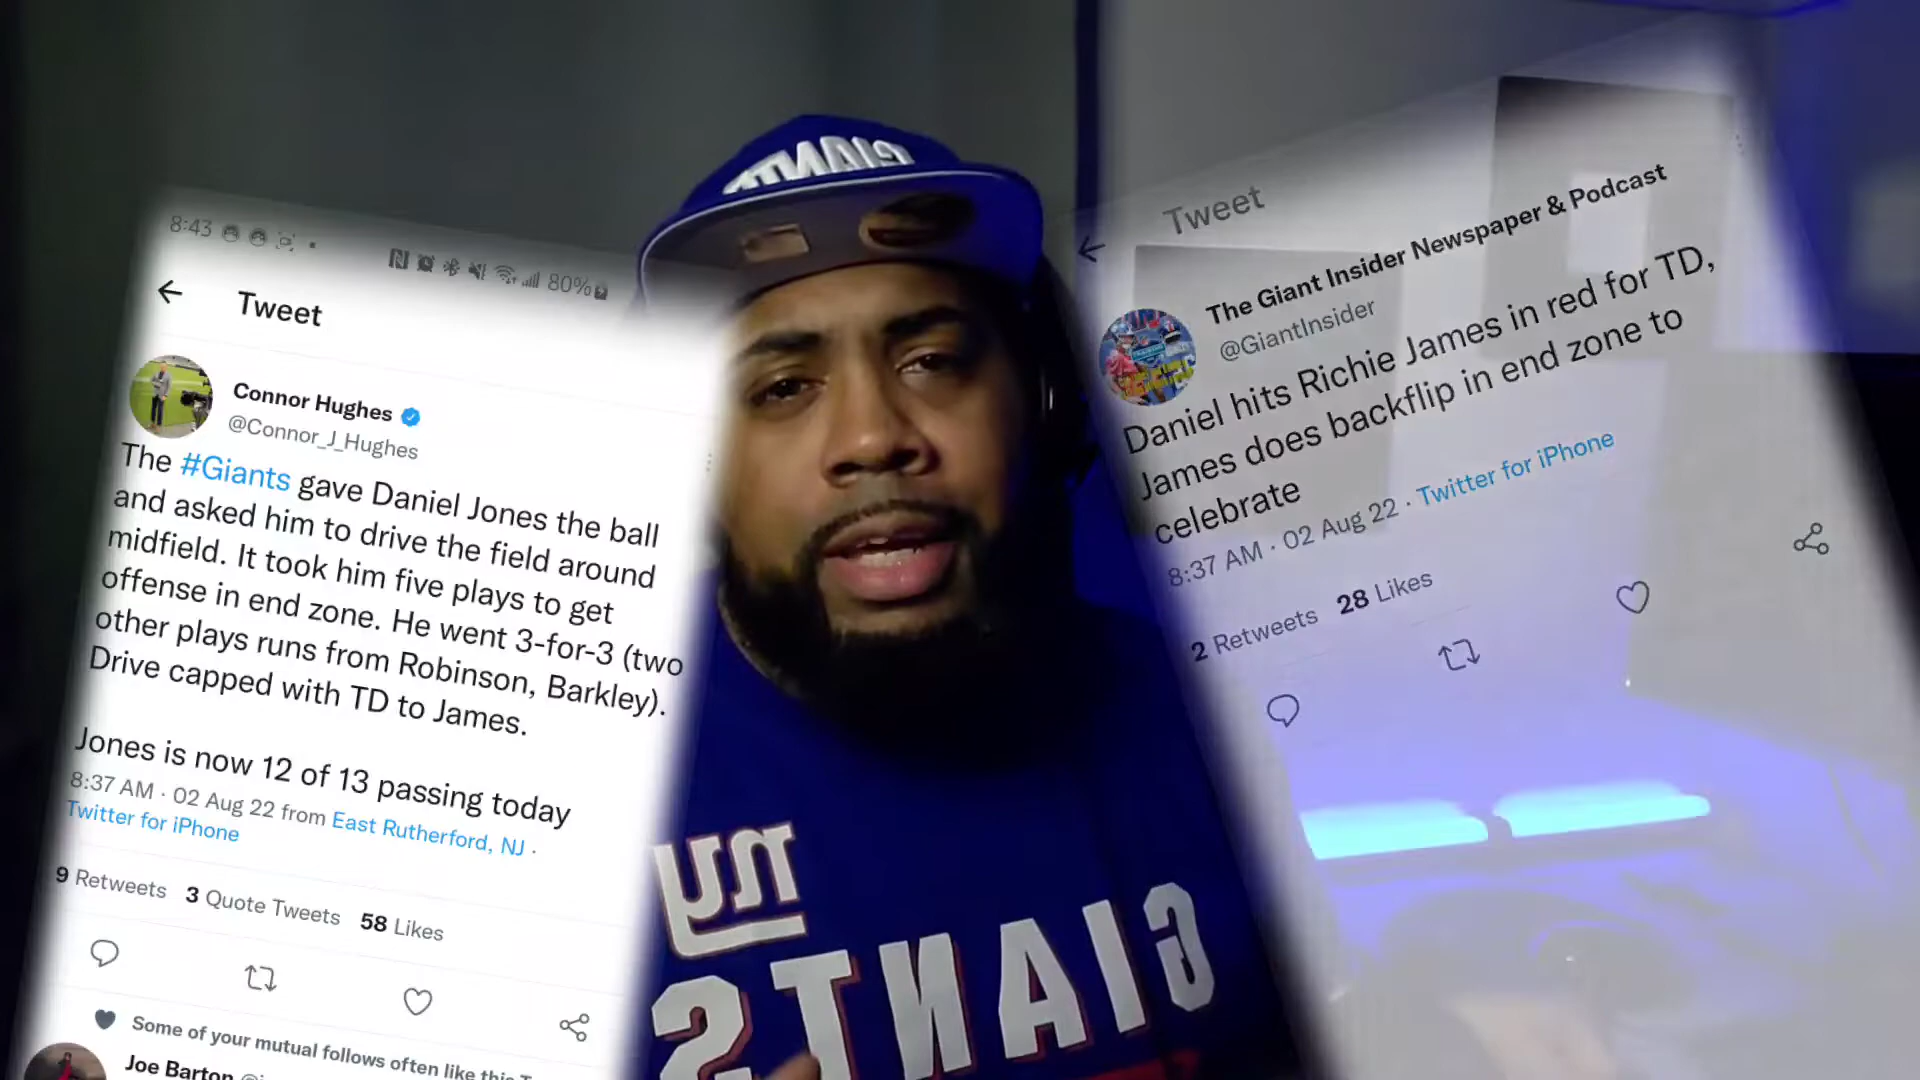 GIANTS
8:43
80%
Tweet
Connor Hughes
@Connor_J_Hughes
The #Giants gave Daniel Jones the ball
and asked him to drive the field around
midfield. It took him five plays to get
offense in end zone. He went 3-for-3 (two
other plays runs from Robinson, Barkley).
Drive capped with TD to James.
Jones is now 12 of 13 passing today
8:37 AM · 02 Aug 22 from East Rutherford, NJ ·
Twitter for iPhone
9 Retweets 3 Quote Tweets 58 Likes
Some of your mutual follows often like this
Joe Barton
Tweet
The Giant Insider Newspaper & Podcast
@GiantInsider
Daniel hits Richie James in red for TD,
James does backflip in end zone to
celebrate
8:37 AM · 02 Aug 22 · Twitter for iPhone
2 Retweets 28 Likes
ny
GIANTS